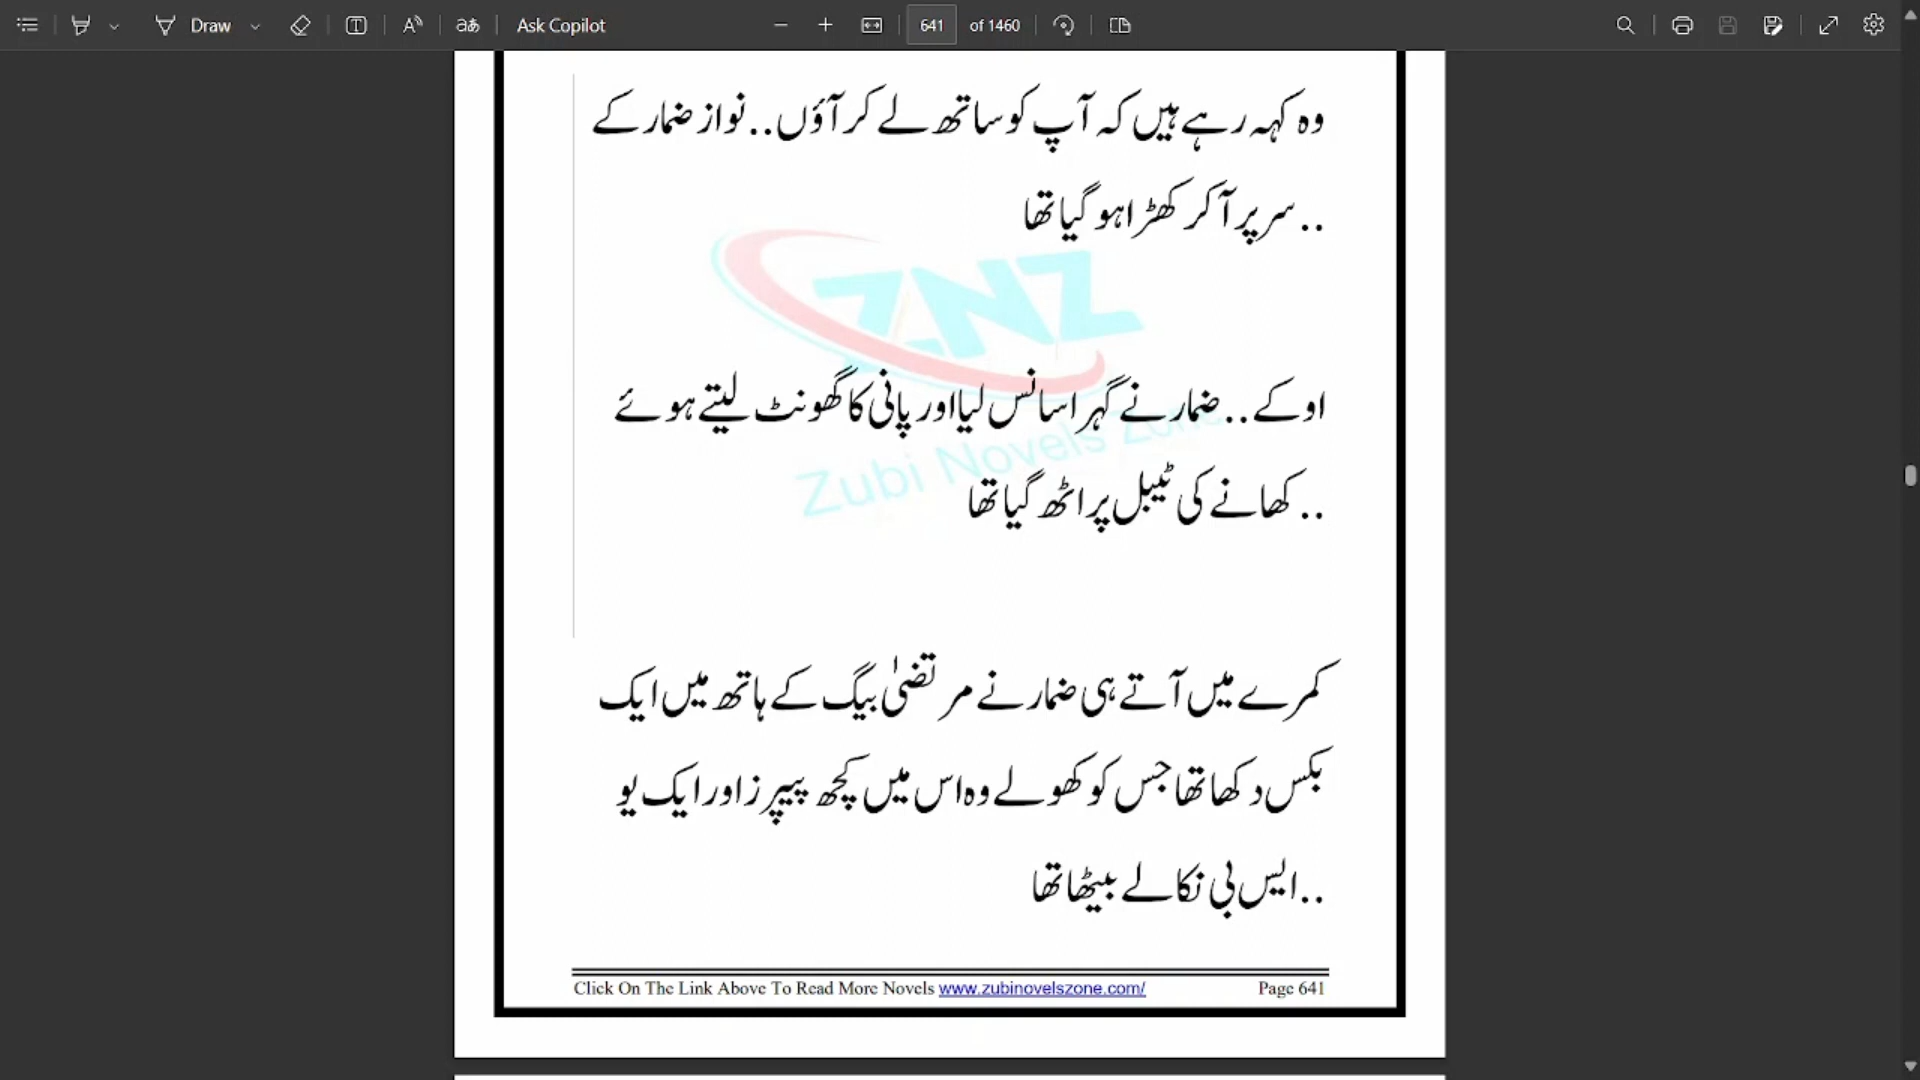 Draw
Ask Copilot
641 of 1460
وہ کہہ رہے ہیں کہ آپ کو ساتھ لے کر آؤں..نواز ضمار کے
سر پر آ کر کھڑا ہو گیا تھا..
ZNZ
اوکے..ضمار نے گہرا سانس لیا اور پانی کا گھونٹ لیتے ہوئے
Zubi Novels Zone
کھانے کی ٹیبل پر اٹھ گیا تھا..
کمرے میں آتے ہی ضمار نے مرتضیٰ بیگ کے ہاتھ میں ایک
بکس دکھا تھا جس کو کھولے وہ اس میں کچھ پیپرز اور ایک یو
ایس بی نکالے بیٹھا تھا..
Click On The Link Above To Read More Novels www.zubinovelszone.com/ Page 641